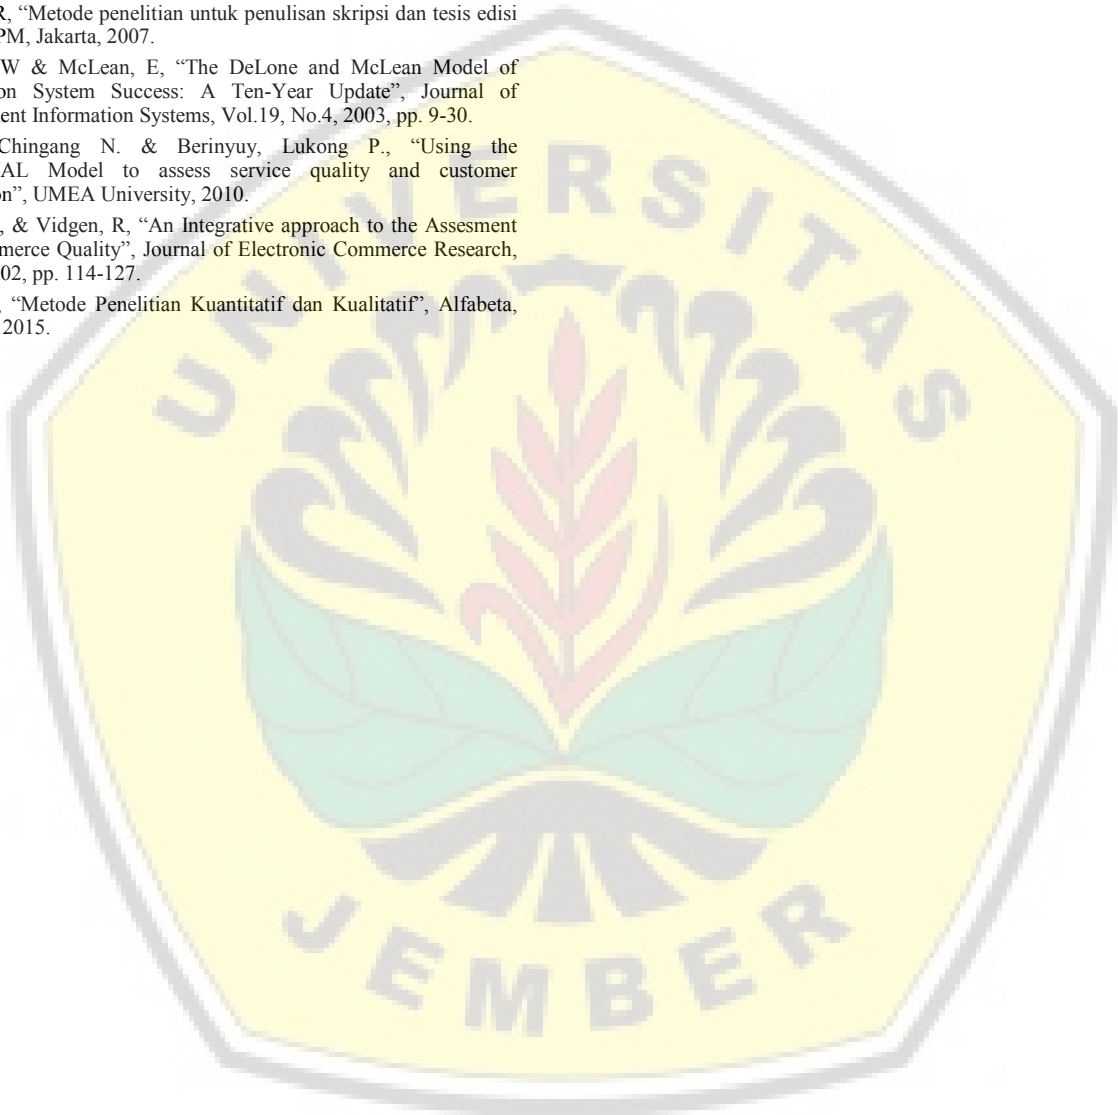 R, “Metode penelitian untuk penulisan skripsi dan tesis edisi
PM, Jakarta, 2007.
W & McLean, E, “The DeLone and McLean Model of
on System Success: A Ten-Year Update”, Journal of
ent Information Systems, Vol.19, No.4, 2003, pp. 9-30.
Chingang N. & Berinyuy, Lukong P., “Using the
AL Model to assess service quality and customer
on”, UMEA University, 2010.
, & Vidgen, R, “An Integrative approach to the Assesment
merce Quality”, Journal of Electronic Commerce Research,
02, pp. 114-127.
, “Metode Penelitian Kuantitatif dan Kualitatif”, Alfabeta,
2015.
UNIVERSITAS
JEMBER